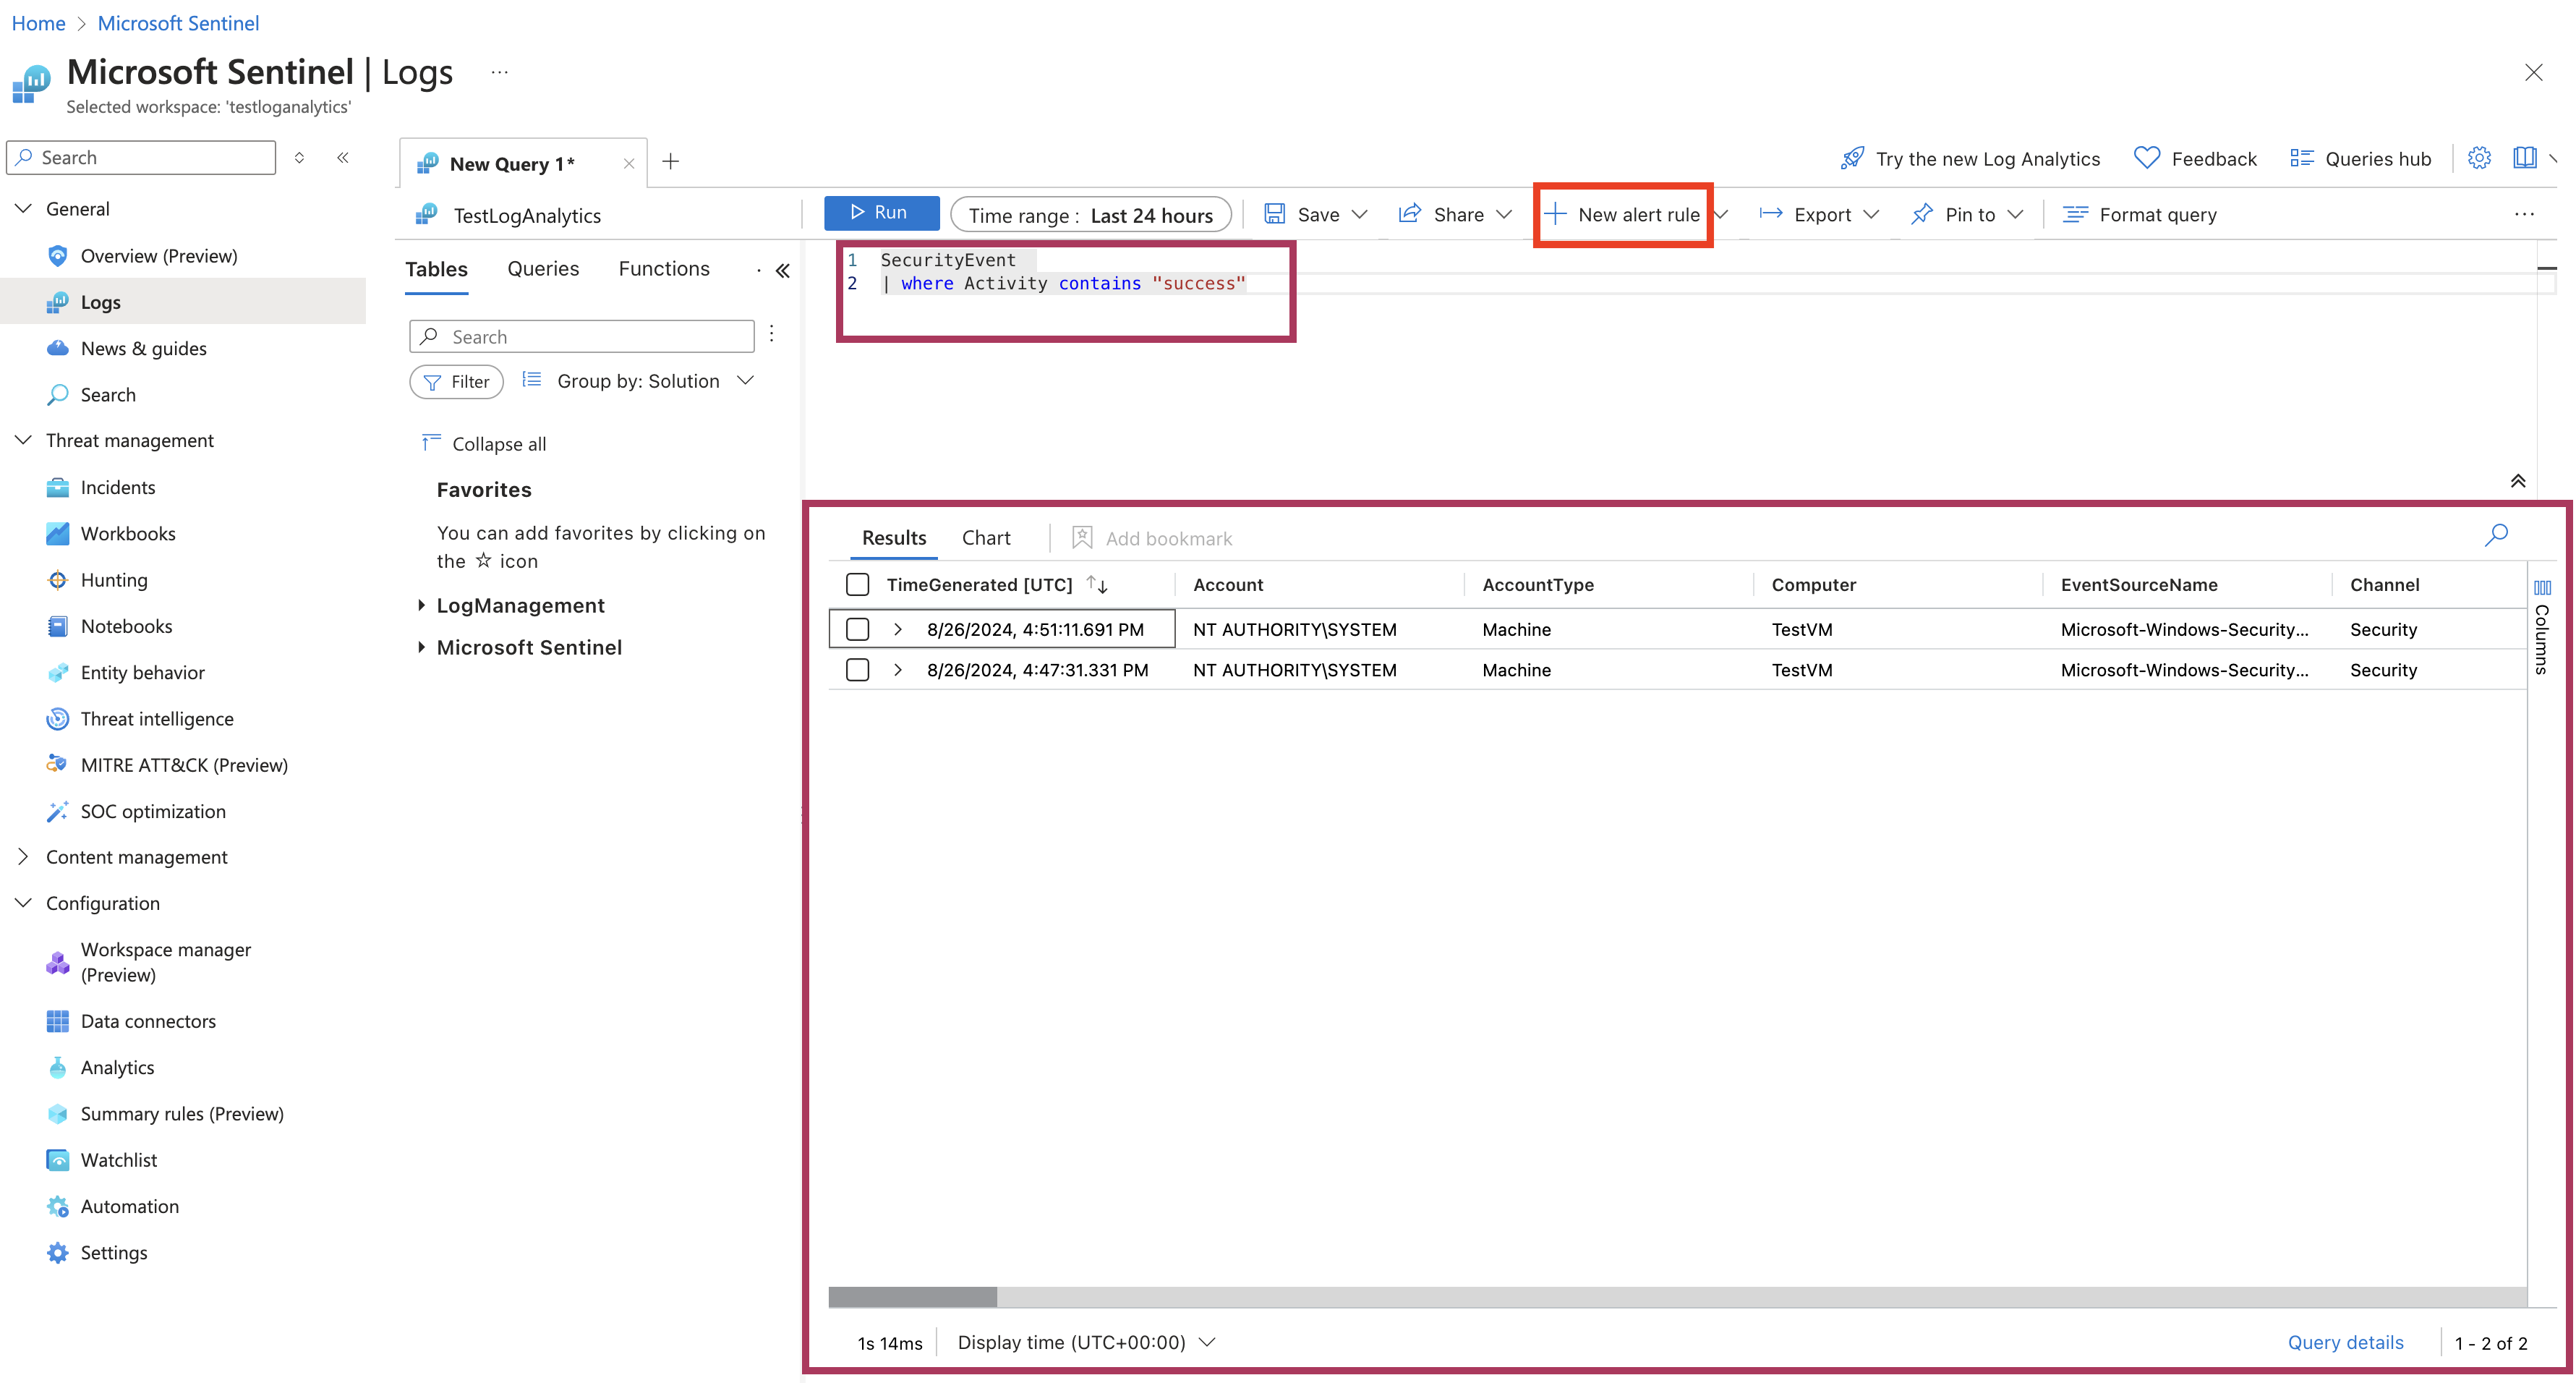 Home > Microsoft Sentinel
Microsoft Sentinel | Logs ...
Selected workspace: 'testloganalytics'
Search
General
Overview (Preview)
Logs
News & guides
Search
Threat management
Incidents
Workbooks
Hunting
Notebooks
Entity behavior
Threat intelligence
MITRE ATT&CK (Preview)
SOC optimization
Content management
Configuration
Workspace manager
(Preview)
Data connectors
Analytics
Summary rules (Preview)
Watchlist
Automation
Settings
New Query 1*
Try the new Log Analytics Feedback Queries hub
TestLogAnalytics
Run Time range : Last 24 hours Save Share New alert rule Export Pin to Format query ...
Tables Queries Functions
Search
Filter Group by: Solution
Collapse all
Favorites
You can add favorites by clicking on
the ☆ icon
LogManagement
Microsoft Sentinel
1 SecurityEvent
2 | where Activity contains "success"
Results Chart Add bookmark
TimeGenerated [UTC] Account AccountType Computer EventSourceName Channel
8/26/2024, 4:51:11.691 PM NT AUTHORITY\SYSTEM Machine TestVM Microsoft-Windows-Security... Security
8/26/2024, 4:47:31.331 PM NT AUTHORITY\SYSTEM Machine TestVM Microsoft-Windows-Security... Security
Columns
1s 14ms Display time (UTC+00:00) Query details 1 - 2 of 2